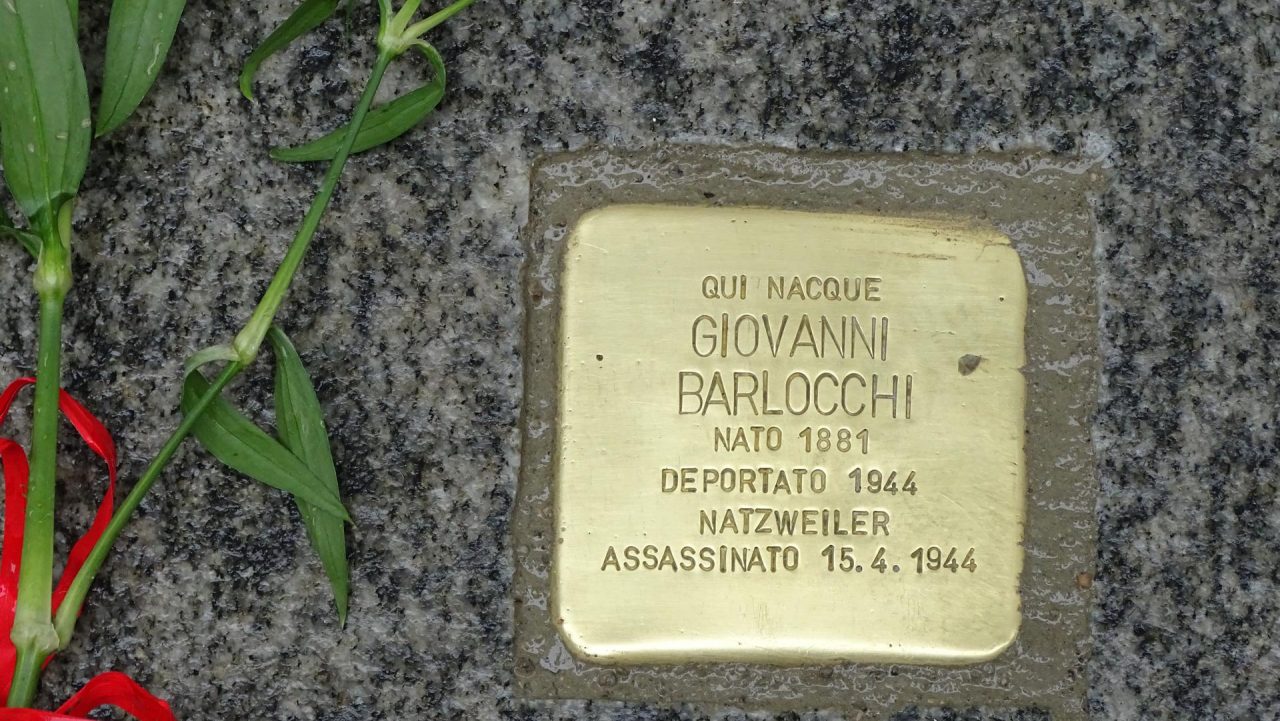 QUI NACQUE
GIOVANNI
BARLOCCHI
NATO 1881
DEPORTATO 1944
NATZWEILER
ASSASSINATO 15.4.1944